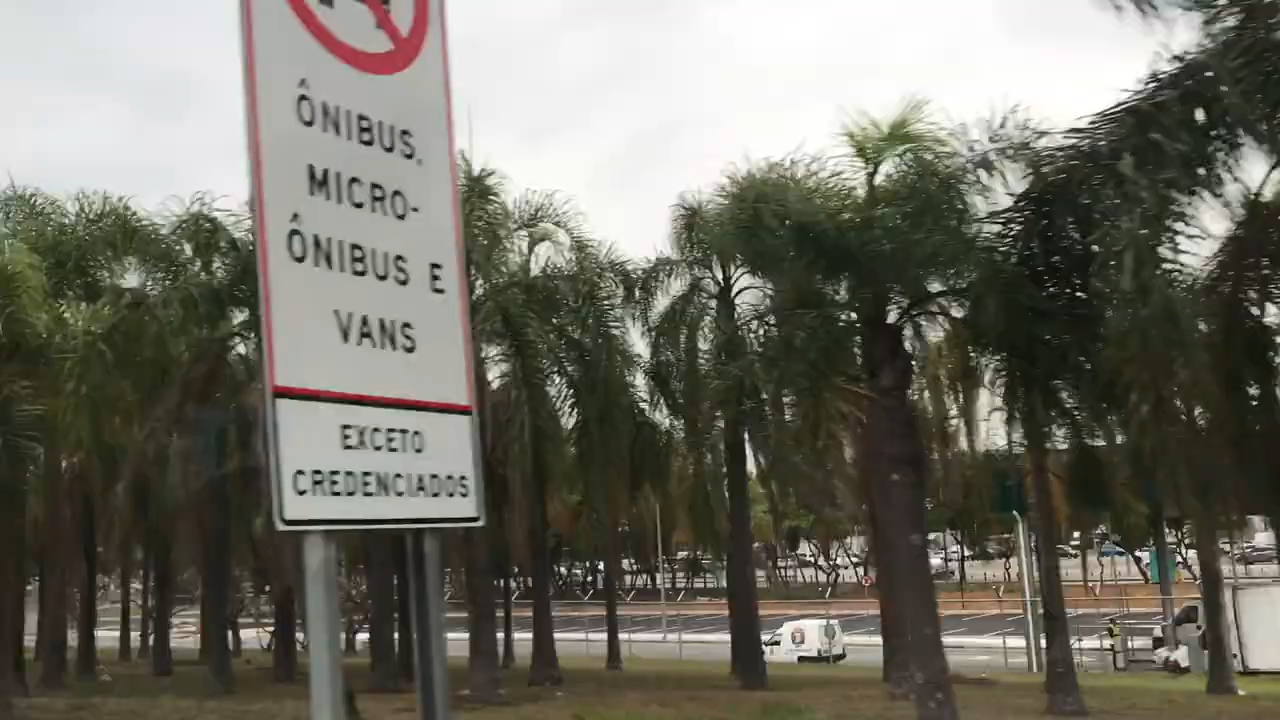 ÔNIBUS,
MICRO-
ÔNIBUS E
VANS
EXCETO
CREDENCIADOS